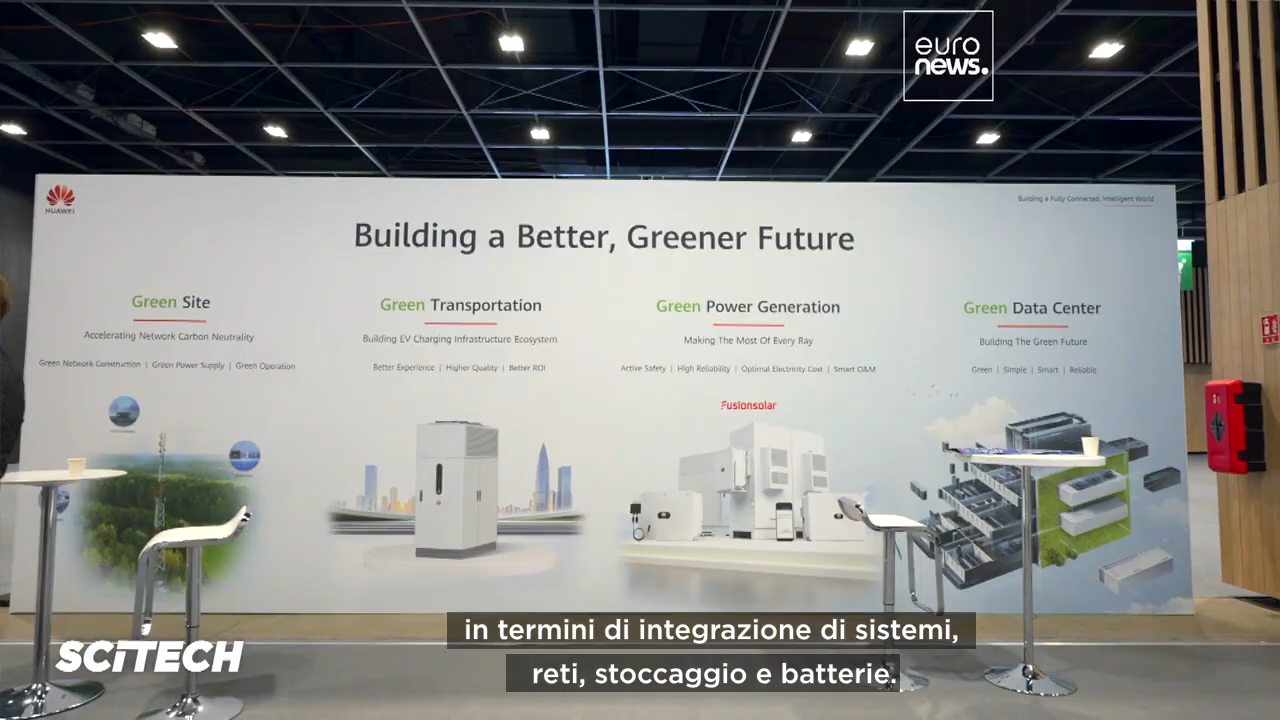 euro
news.
HUAWEI
Building a Fully Connected, Intelligent World
Building a Better, Greener Future
Green Site
Accelerating Network Carbon Neutrality
Green Network Construction | Green Power Supply | Green Operation
Green Transportation
Building EV Charging Infrastructure Ecosystem
Better Experience | Higher Quality | Better ROI
Green Power Generation
Making The Most Of Every Ray
Active Safety | High Reliability | Optimal Electricity Cost | Smart O&M
Fusionsolar
Green Data Center
Building The Green Future
Green | Simple | Smart | Reliable
SCITECH
in termini di integrazione di sistemi,
reti, stoccaggio e batterie.